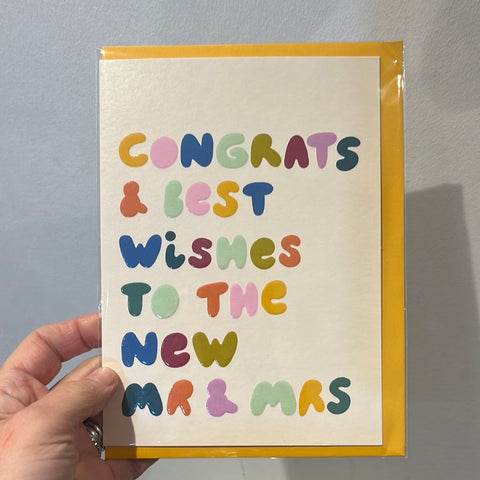 CONGRATS
& BEST
WiSHES
TO THE
NEW
MR & MRS